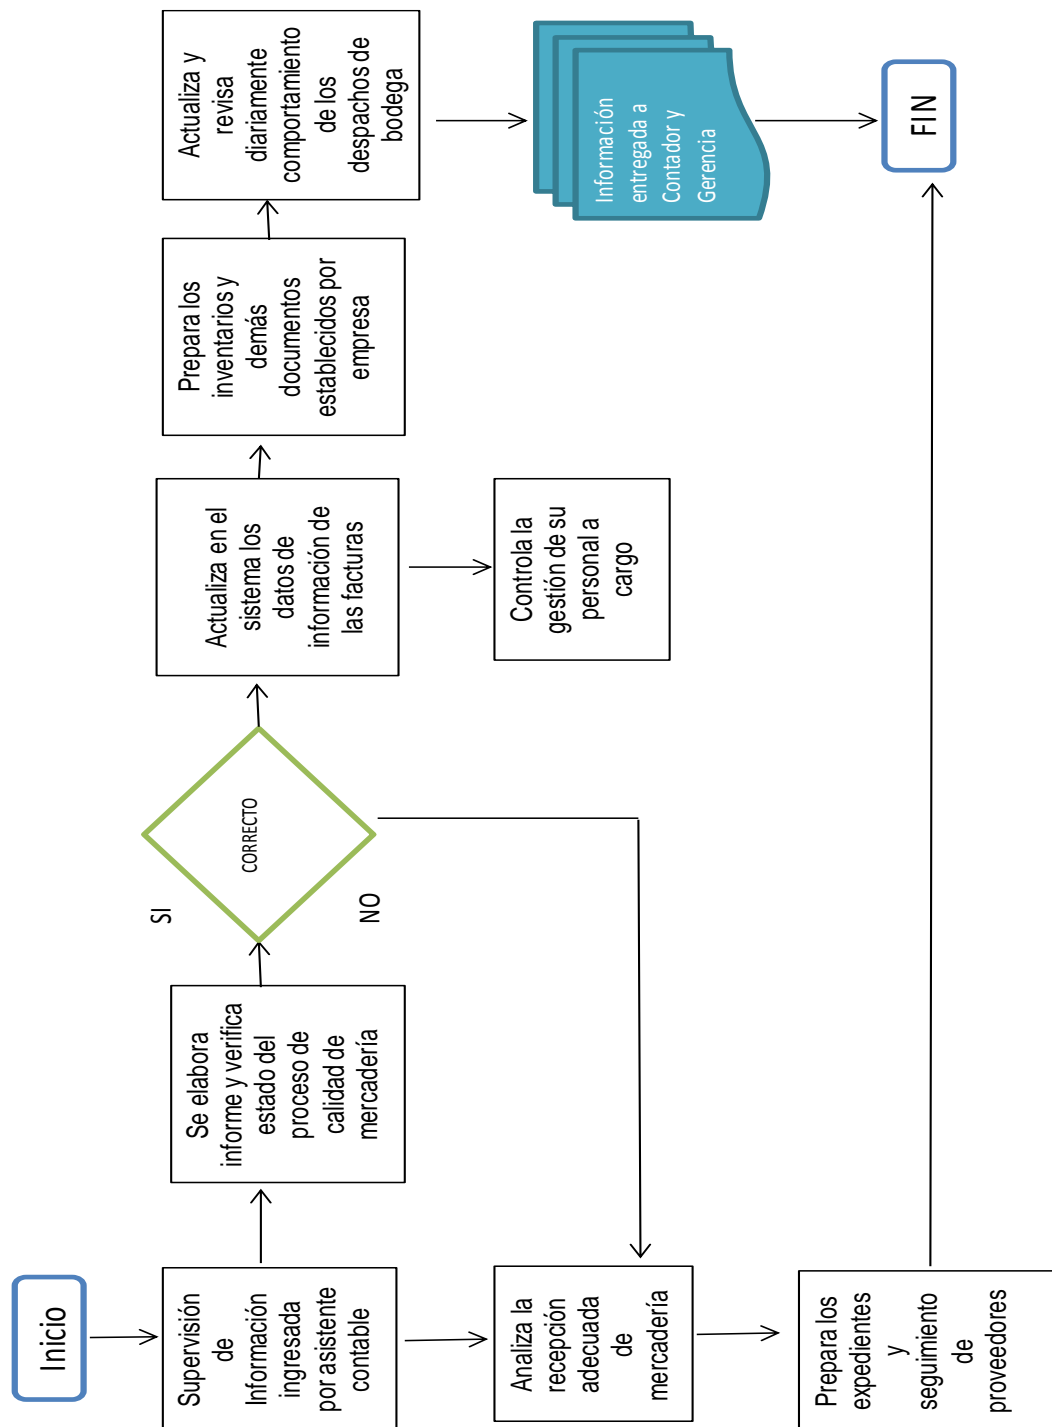 Inicio
Supervisión
de
Información
ingresada
por asistente
contable
Se elabora
informe y verifica
estado del
proceso de
calidad de
mercadería
SI
CORRECTO
NO
Actualiza en el
sistema los
datos de
información de
las facturas
Prepara los
inventarios y
demás
documentos
establecidos por
empresa
Actualiza y
revisa
diariamente
comportamiento
de los
despachos de
bodega
Analiza la
recepción
adecuada
de
mercadería
Controla la
gestión de su
personal a
cargo
Información
entregada a
Contador y
Gerencia
Prepara los
expedientes
y
seguimiento
de
proveedores
FIN